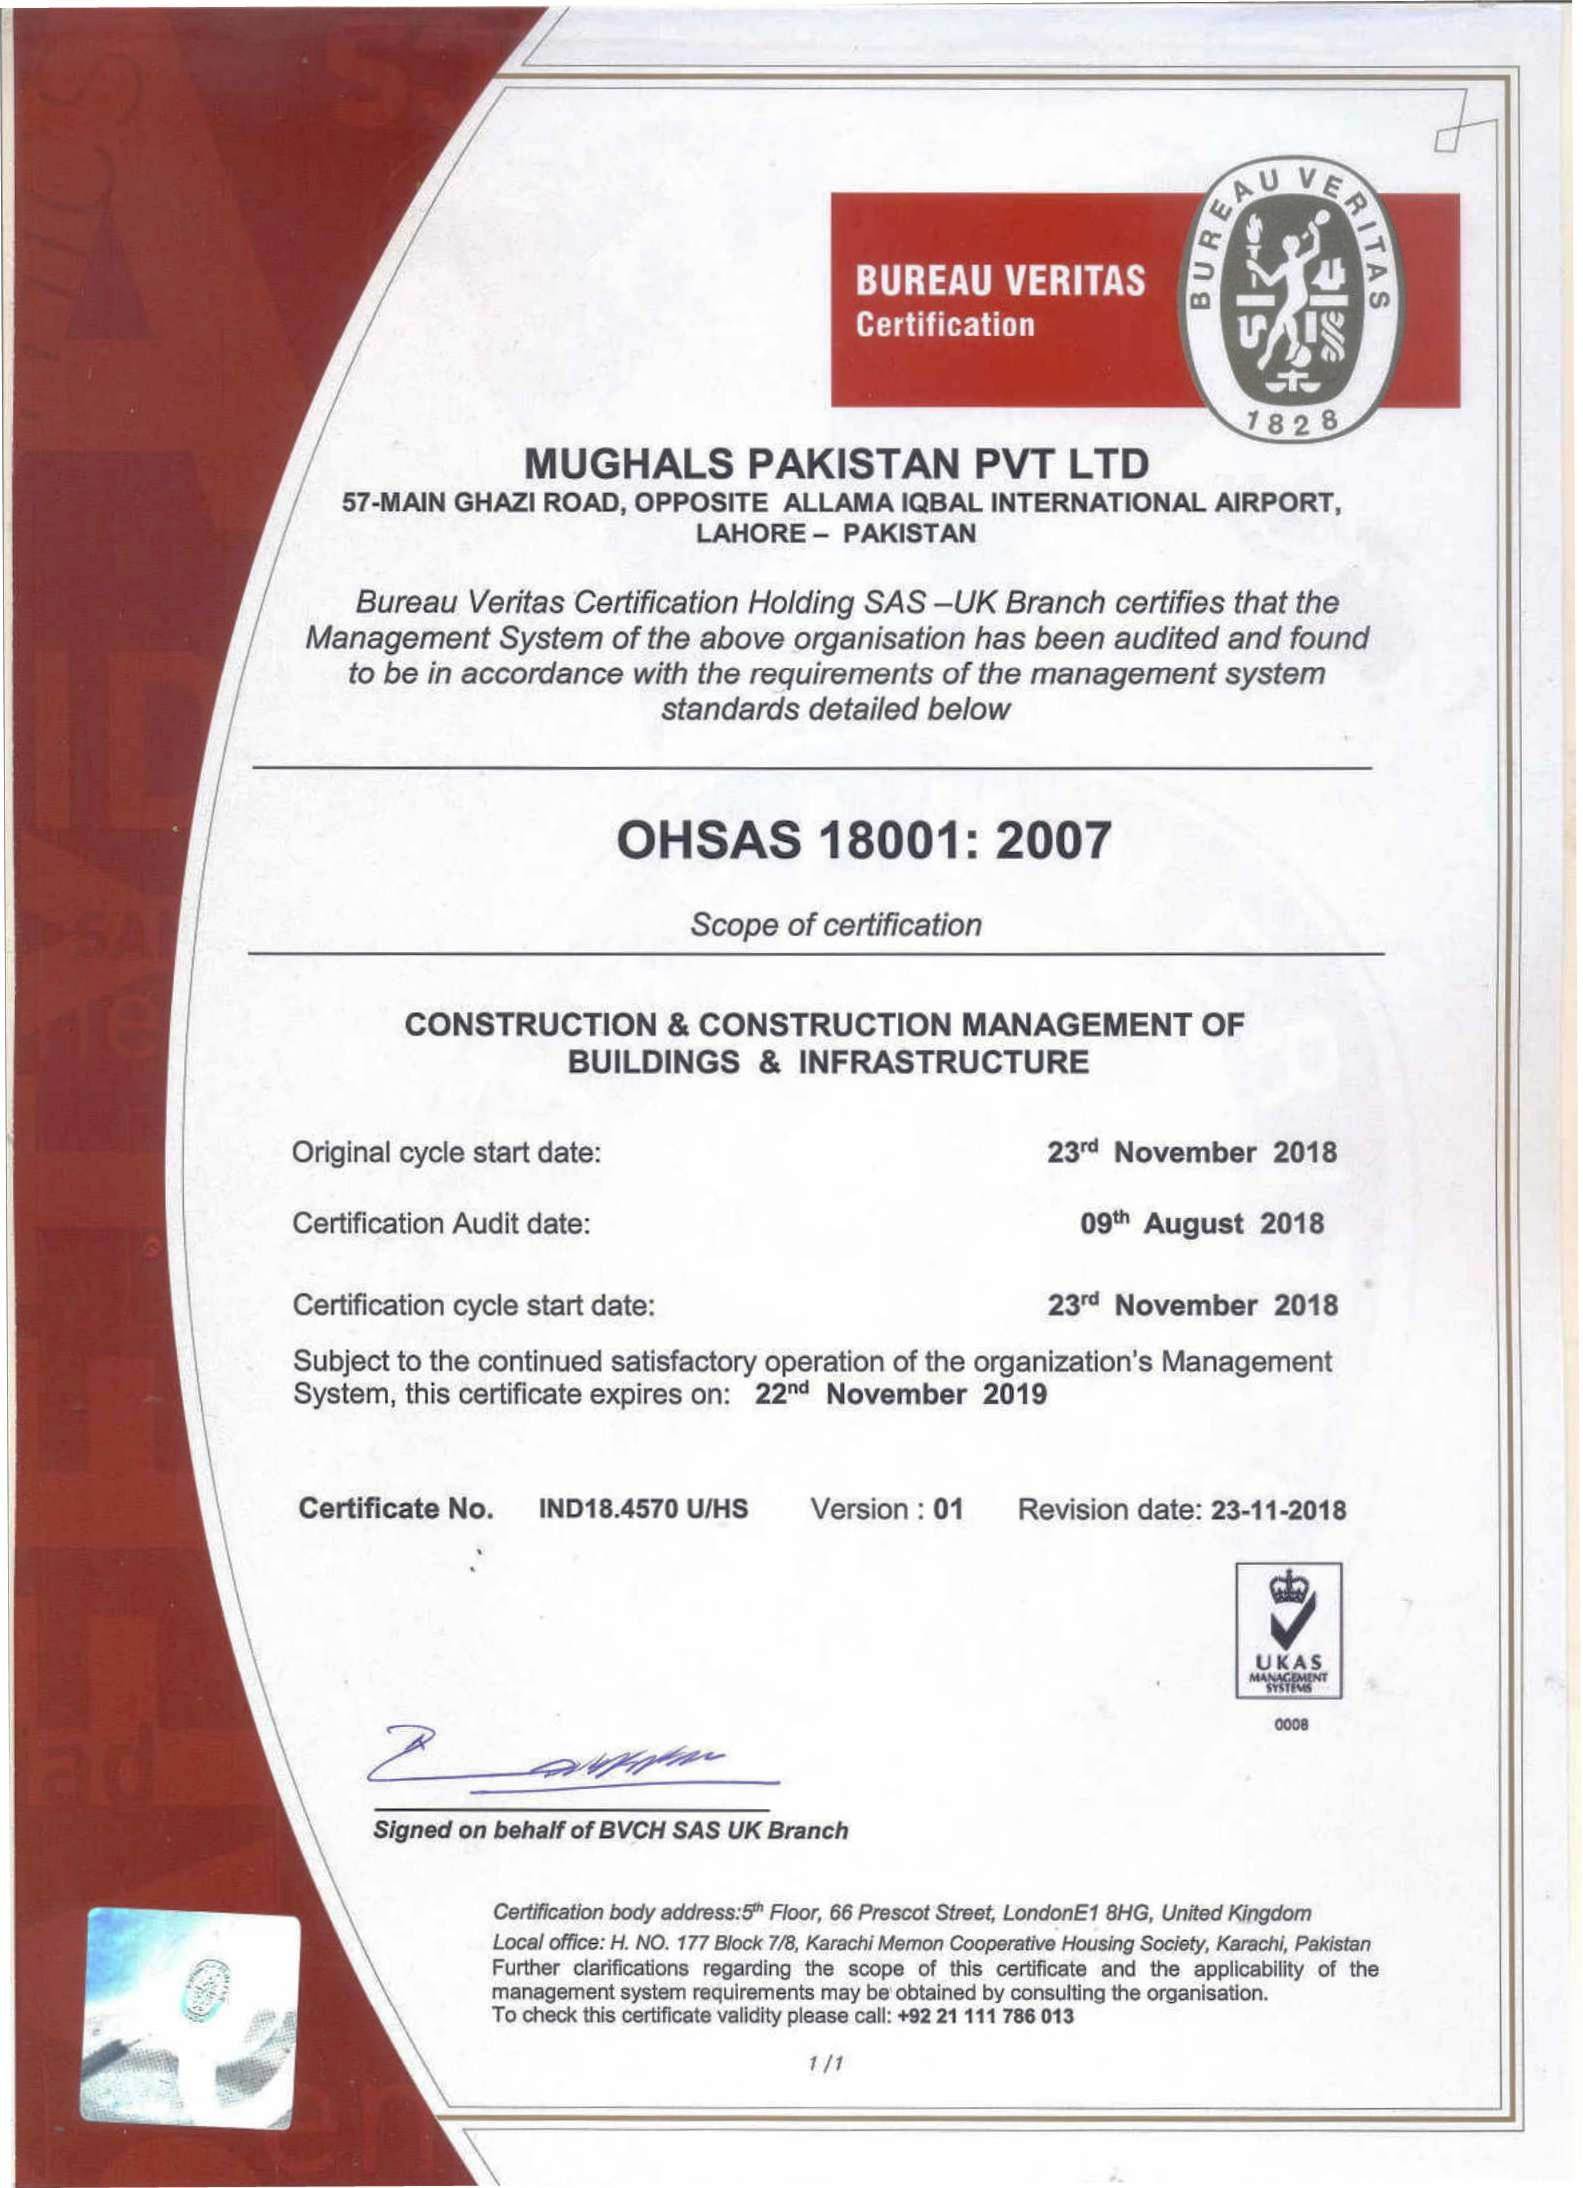 BUREAU VERITAS
Certification
BUREAU VERITAS
1828
MUGHALS PAKISTAN PVT LTD
57-MAIN GHAZI ROAD, OPPOSITE ALLAMA IQBAL INTERNATIONAL AIRPORT,
LAHORE – PAKISTAN
Bureau Veritas Certification Holding SAS –UK Branch certifies that the
Management System of the above organisation has been audited and found
to be in accordance with the requirements of the management system
standards detailed below
OHSAS 18001: 2007
Scope of certification
CONSTRUCTION & CONSTRUCTION MANAGEMENT OF
BUILDINGS & INFRASTRUCTURE
Original cycle start date: 23rd November 2018
Certification Audit date: 09th August 2018
Certification cycle start date: 23rd November 2018
Subject to the continued satisfactory operation of the organization's Management
System, this certificate expires on: 22nd November 2019
Certificate No. IND18.4570 U/HS Version : 01 Revision date: 23-11-2018
UKAS
MANAGEMENT
SYSTEMS
0008
Signed on behalf of BVCH SAS UK Branch
Certification body address:5th Floor, 66 Prescot Street, LondonE1 8HG, United Kingdom
Local office: H. NO. 177 Block 7/8, Karachi Memon Cooperative Housing Society, Karachi, Pakistan
Further clarifications regarding the scope of this certificate and the applicability of the
management system requirements may be obtained by consulting the organisation.
To check this certificate validity please call: +92 21 111 786 013
1 /1